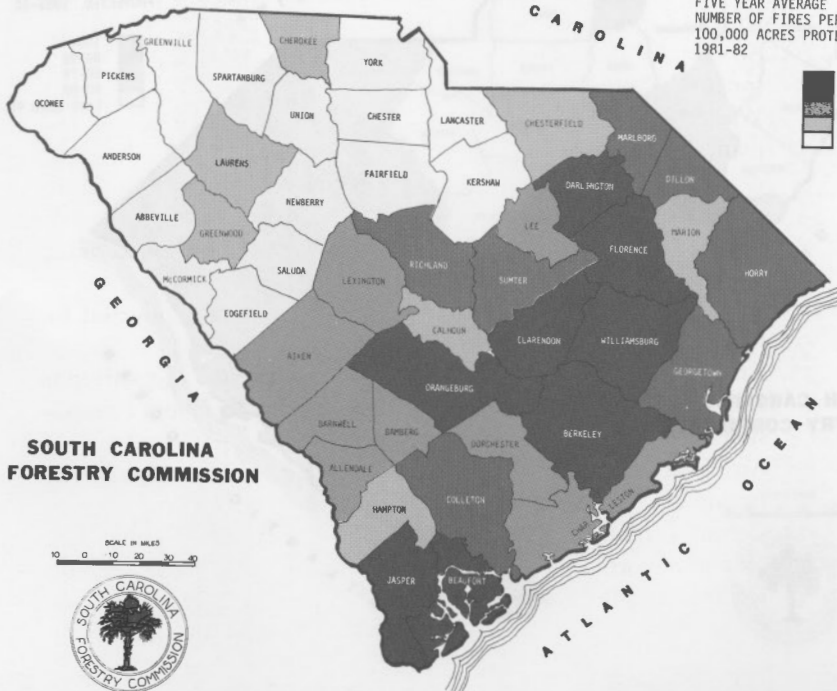 FIVE YEAR AVERAGE
NUMBER OF FIRES PER
100,000 ACRES PROTE
1981-82
CAROLINA
CHEROKEE
GREENVILLE
YORK
PICKENS
SPARTANBURG
OCONEE
UNION
CHESTER
LANCASTER
CHESTERFIELD
MARLBORO
ANDERSON
LAURENS
FAIRFIELD
KERSHAW
DARLINGTON
DILLON
NEWBERRY
ABBEVILLE
GREENWOOD
LEE
MARION
FLORENCE
SALUDA
RICHLAND
HORRY
McCORMICK
LEXINGTON
SUMTER
EDGEFIELD
CALHOUN
CLARENDON
WILLIAMSBURG
AIKEN
GEORGETOWN
ORANGEBURG
GEORGIA
BARNWELL
BAMBERG
BERKELEY
DORCHESTER
SOUTH CAROLINA
FORESTRY COMMISSION
ALLENDALE
HAMPTON
COLLETON
CHARLESTON
ATLANTIC OCEAN
JASPER
BEAUFORT
SCALE IN MILES
10 0 10 20 30 40
SOUTH CAROLINA
FORESTRY COMMISSION